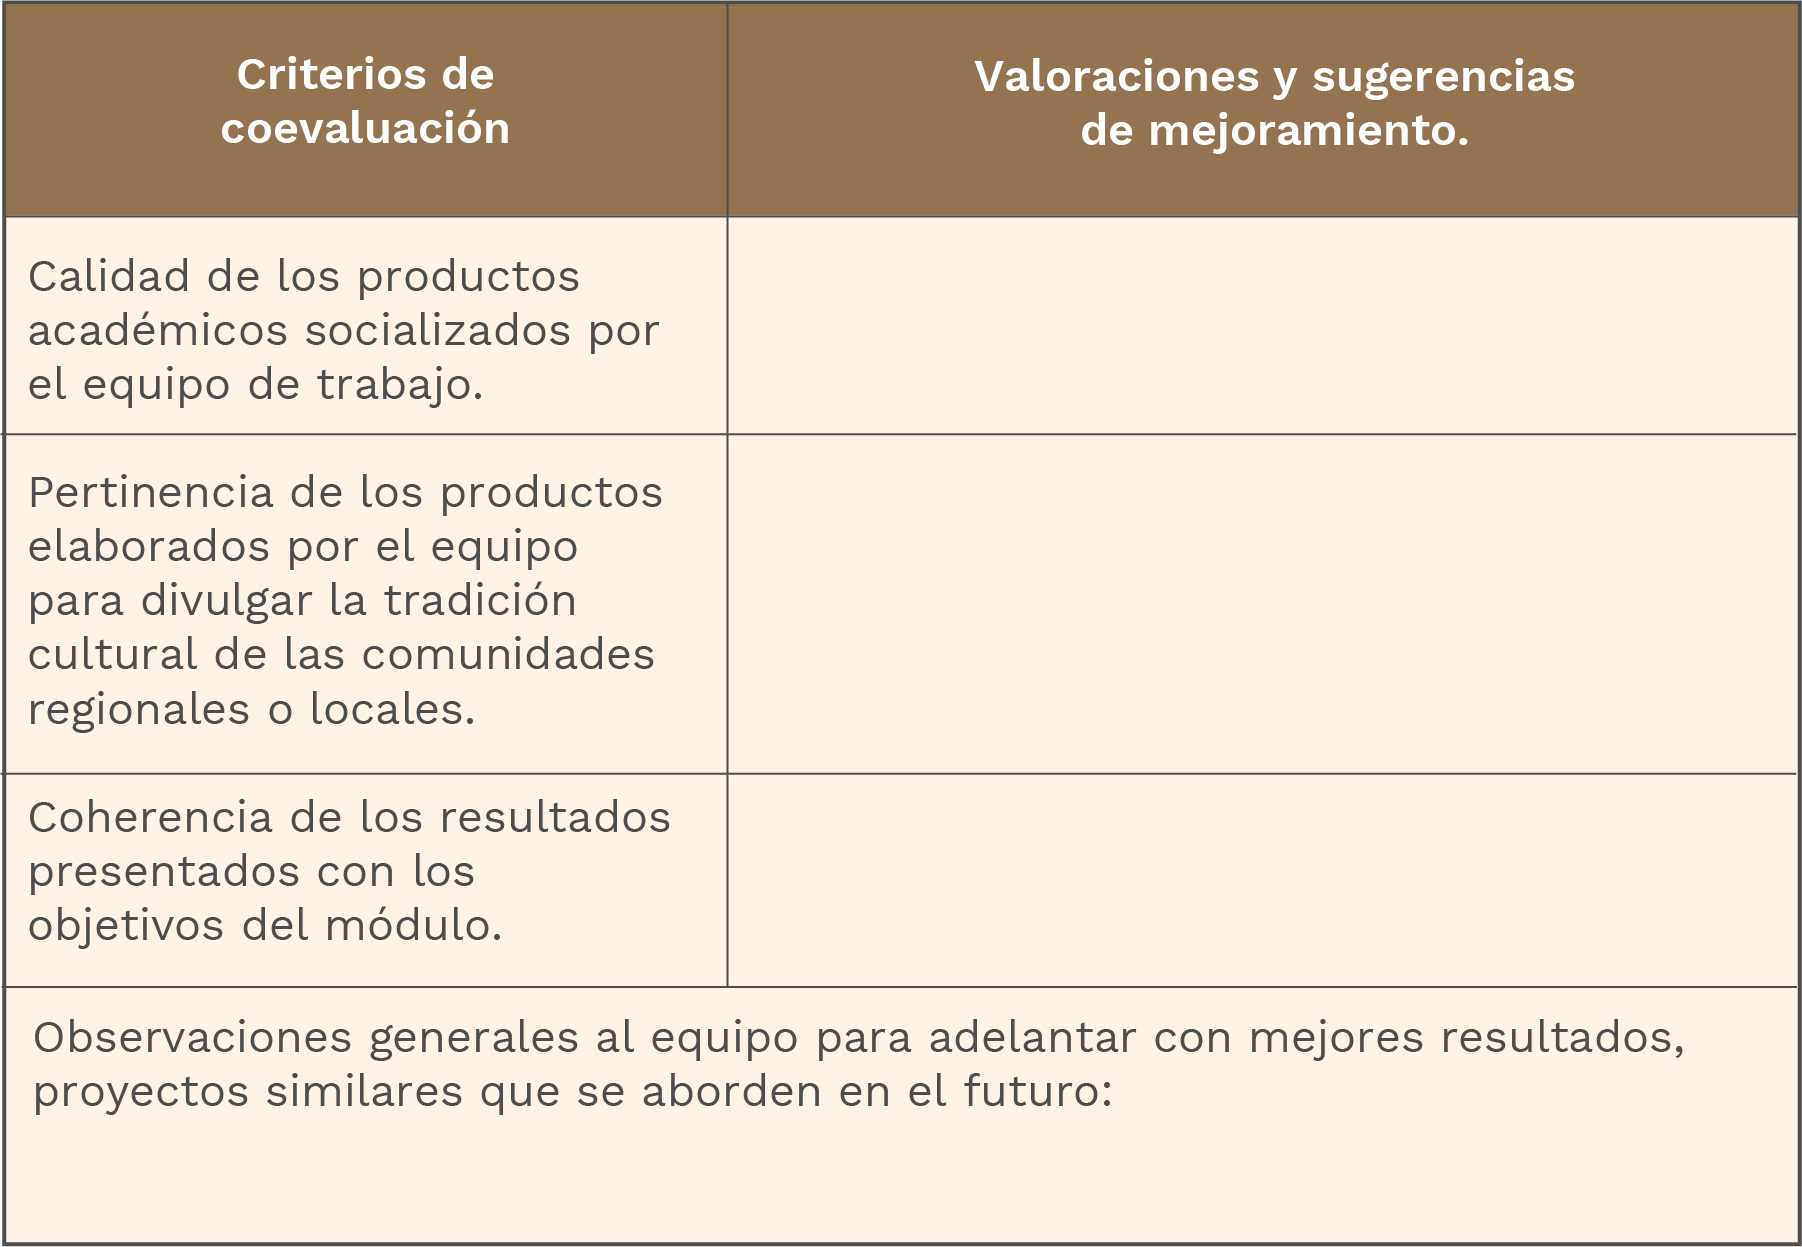 Criterios de
coevaluación
Valoraciones y sugerencias
de mejoramiento.
Calidad de los productos
académicos socializados por
el equipo de trabajo.
Pertinencia de los productos
elaborados por el equipo
para divulgar la tradición
cultural de las comunidades
regionales o locales.
Coherencia de los resultados
presentados con los
objetivos del módulo.
Observaciones generales al equipo para adelantar con mejores resultados,
proyectos similares que se aborden en el futuro: